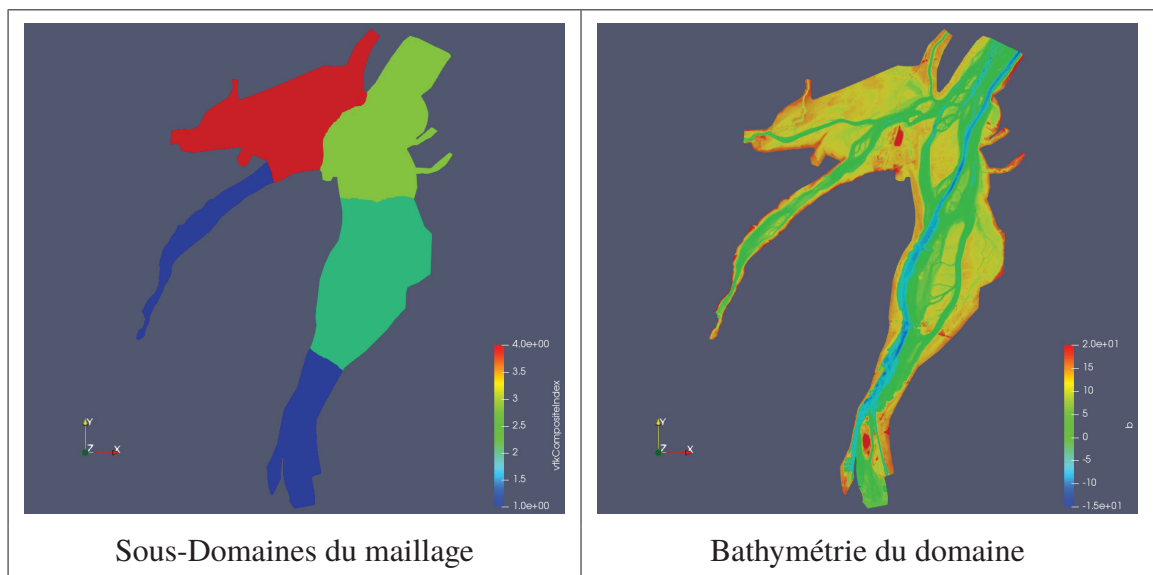 4.0e+00
3.5
3
2.5
2
1.5
1.0e+00
vtkCompositeIndex
Y
Z
X
2.0e+01
15
10
5
0
-5
-10
-1.5e+01
b
Y
Z
X
Sous-Domaines du maillage
Bathymétrie du domaine